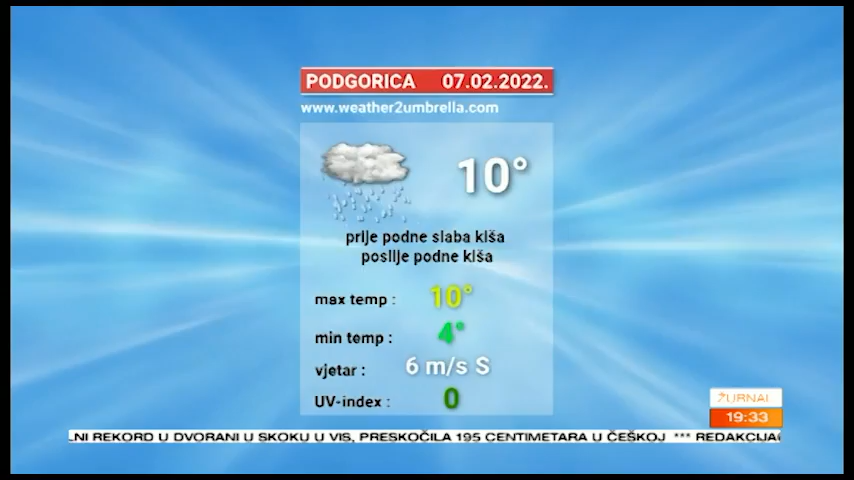 PODGORICA 07.02.2022.
www.weather2umbrella.com
10°
prije podne slaba kiša
poslije podne kiša
max temp : 10°
min temp : 4°
vjetar : 6 m/s S
UV-index : 0
ŽURNAL
19:33
LNI REKORD U DVORANI U SKOKU U VIS, PRESKOČILA 195 CENTIMETARA U ČEŠKOJ *** REDAKCIJA